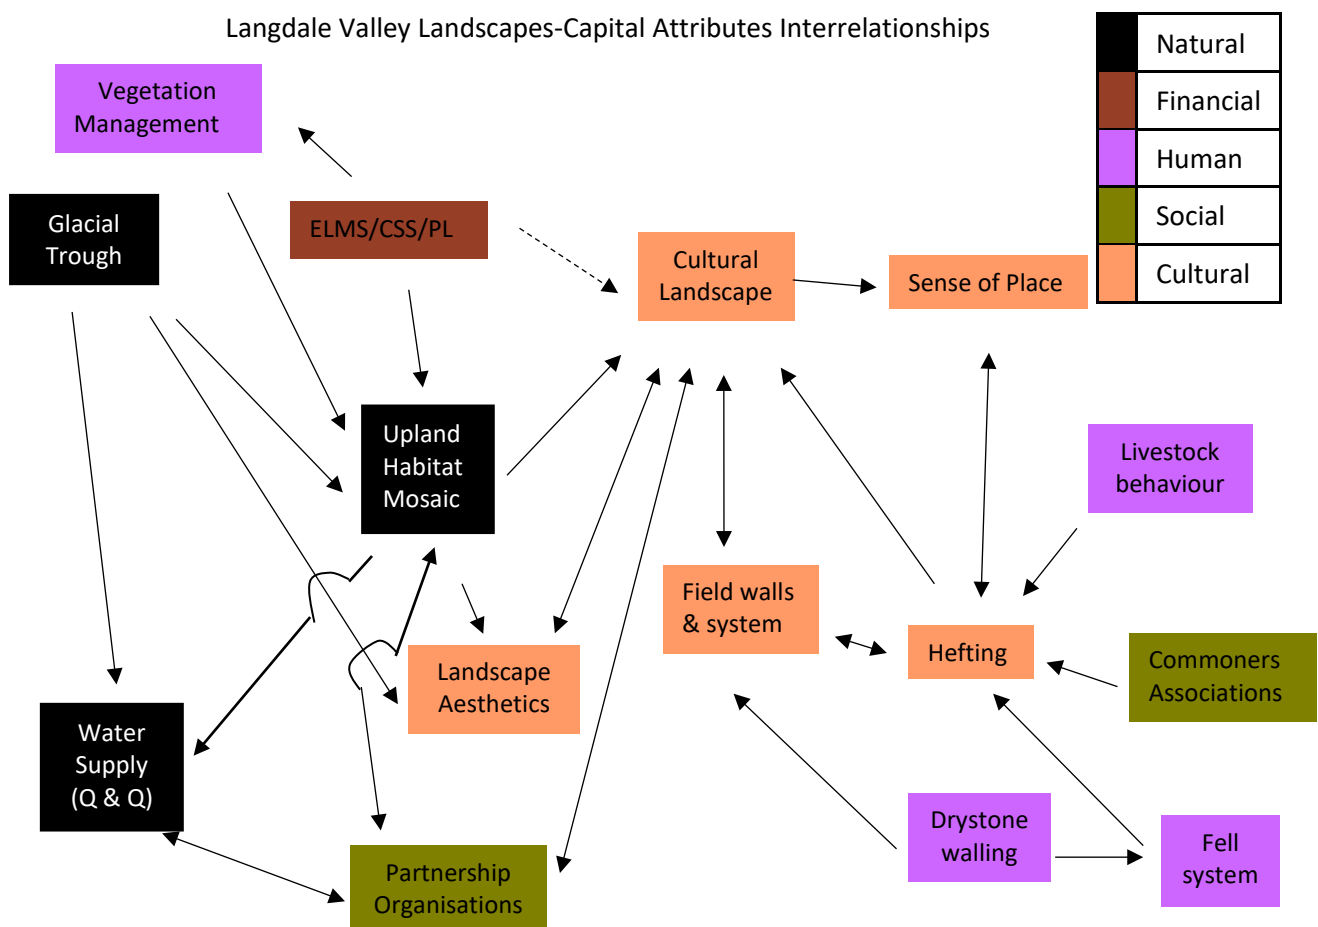 Langdale Valley Landscapes-Capital Attributes Interrelationships
Natural
Financial
Human
Social
Cultural
Vegetation
Management
Glacial
Trough
ELMS/CSS/PL
Cultural
Landscape
Sense of Place
Upland
Habitat
Mosaic
Livestock
behaviour
Field walls
& system
Hefting
Commoners
Associations
Landscape
Aesthetics
Water
Supply
(Q & Q)
Drystone
walling
Fell
system
Partnership
Organisations